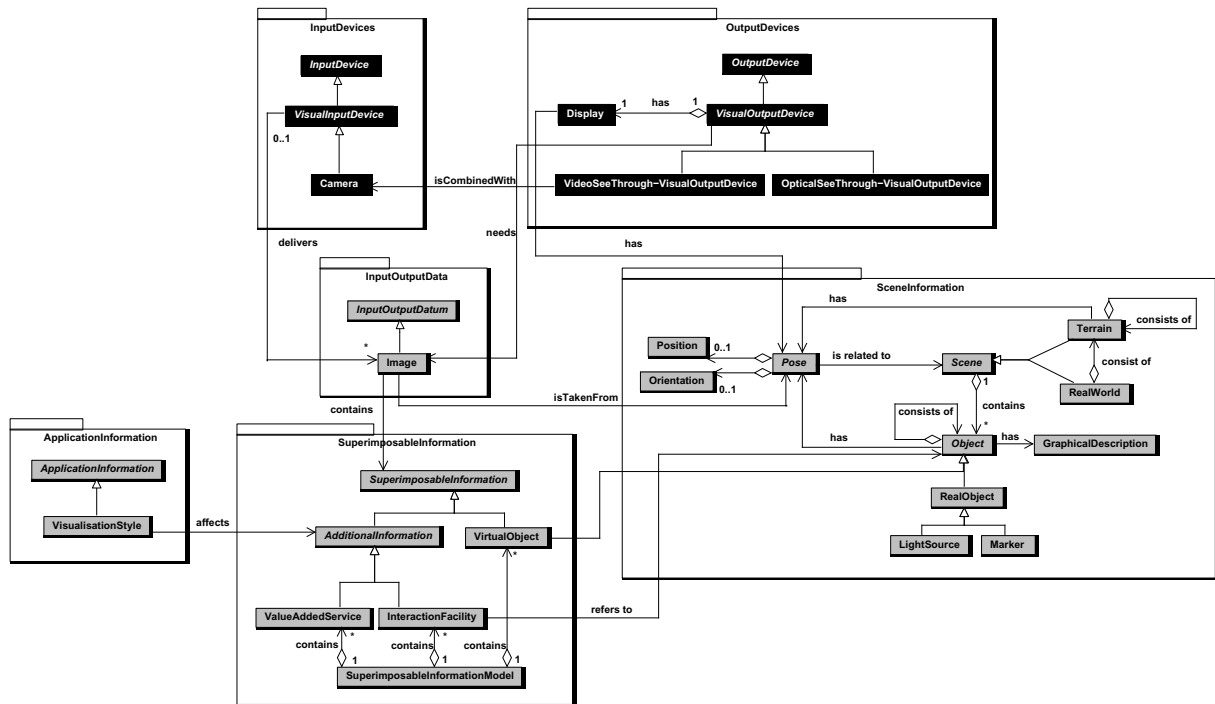 InputDevices
InputDevice
VisualInputDevice
0..1
Camera
delivers
OutputDevices
OutputDevice
Display
1
has
1
VisualOutputDevice
VideoSeeThrough−VisualOutputDevice
OpticalSeeThrough−VisualOutputDevice
isCombinedWith
needs
has
InputOutputData
InputOutputDatum
*
Image
contains
isTakenFrom
SceneInformation
has
Terrain
consists of
Position
0..1
Pose
is related to
Scene
consist of
Orientation
0..1
RealWorld
1
contains
*
consists of
has
Object
has
GraphicalDescription
RealObject
LightSource
Marker
ApplicationInformation
ApplicationInformation
VisualisationStyle
affects
SuperimposableInformation
SuperimposableInformation
AdditionalInformation
VirtualObject
*
ValueAddedService
InteractionFacility
refers to
*
*
contains
contains
contains
1
1
1
SuperimposableInformationModel